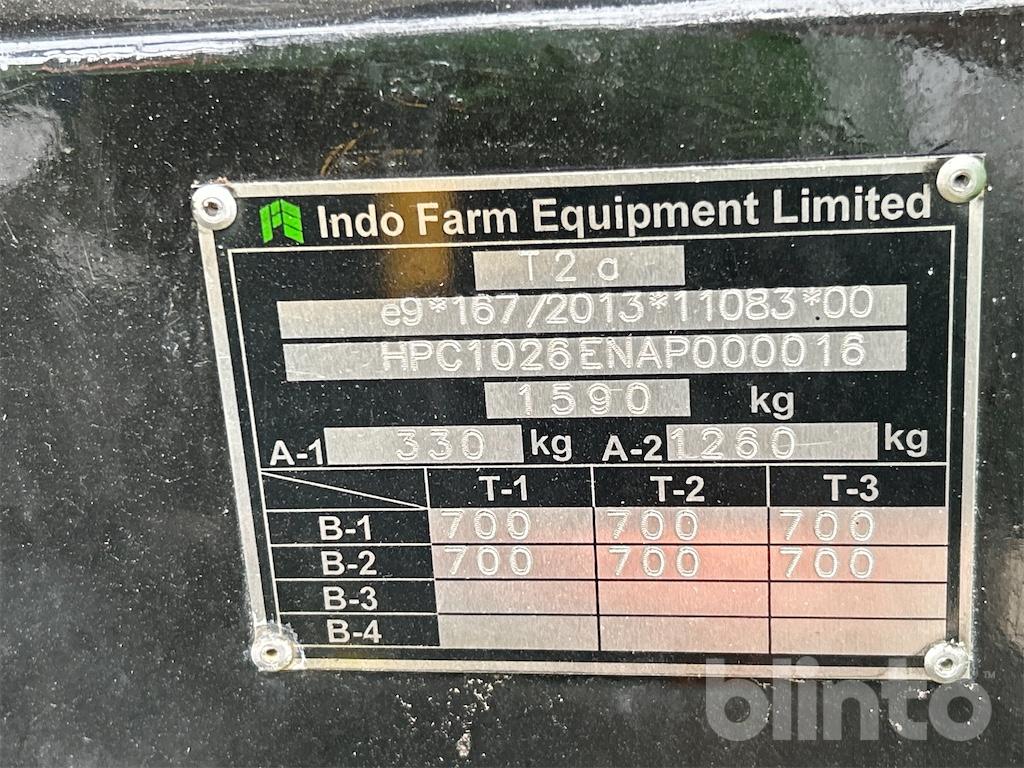 Indo Farm Equipment Limited
T2a
e9*167/2013*11083*00
HPC1026ENAP000016
1590 kg
A-1 330 kg A-2 1260 kg
T-1 T-2 T-3
B-1 700 700 700
B-2 700 700 700
B-3
B-4
blinto™